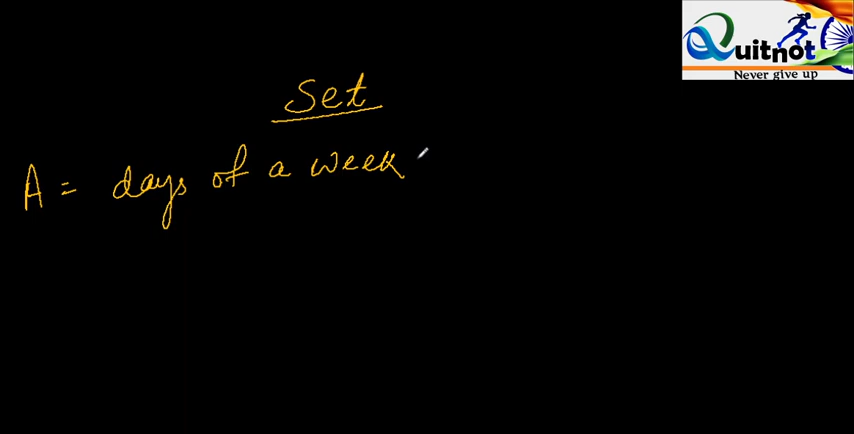 Quitnot
Never give up
Set
A = days of a week